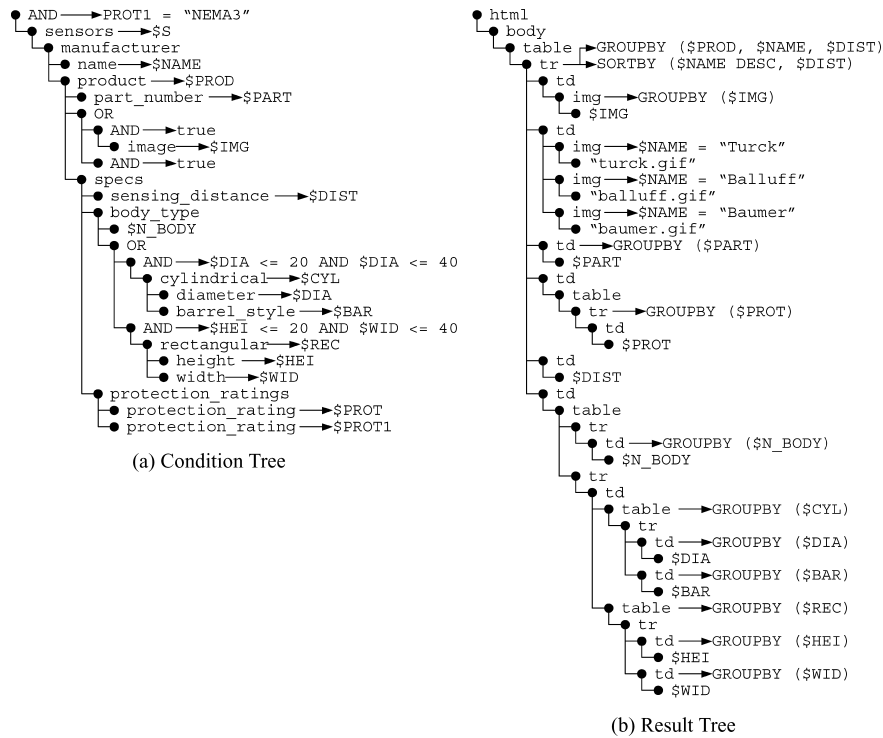 AND PROT1 = “NEMA3”
sensors $S
manufacturer
name $NAME
product $PROD
part_number $PART
OR
AND true
image $IMG
AND true
specs
sensing_distance $DIST
body_type
$N_BODY
OR
AND $DIA <= 20 AND $DIA <= 40
cylindrical $CYL
diameter $DIA
barrel_style $BAR
AND $HEI <= 20 AND $WID <= 40
rectangular $REC
height $HEI
width $WID
protection_ratings
protection_rating $PROT
protection_rating $PROT1
(a) Condition Tree
html
body
table GROUPBY ($PROD, $NAME, $DIST)
tr SORTBY ($NAME DESC, $DIST)
td
img GROUPBY ($IMG)
$IMG
td
img $NAME = “Turck”
“turck.gif”
img $NAME = “Balluff”
“balluff.gif”
img $NAME = “Baumer”
“baumer.gif”
td GROUPBY ($PART)
$PART
td
table
tr GROUPBY ($PROT)
td
$PROT
td
$DIST
td
table
tr
td GROUPBY ($N_BODY)
$N_BODY
tr
td
table GROUPBY ($CYL)
tr
td GROUPBY ($DIA)
$DIA
td GROUPBY ($BAR)
$BAR
table GROUPBY ($REC)
tr
td GROUPBY ($HEI)
$HEI
td GROUPBY ($WID)
$WID
(b) Result Tree